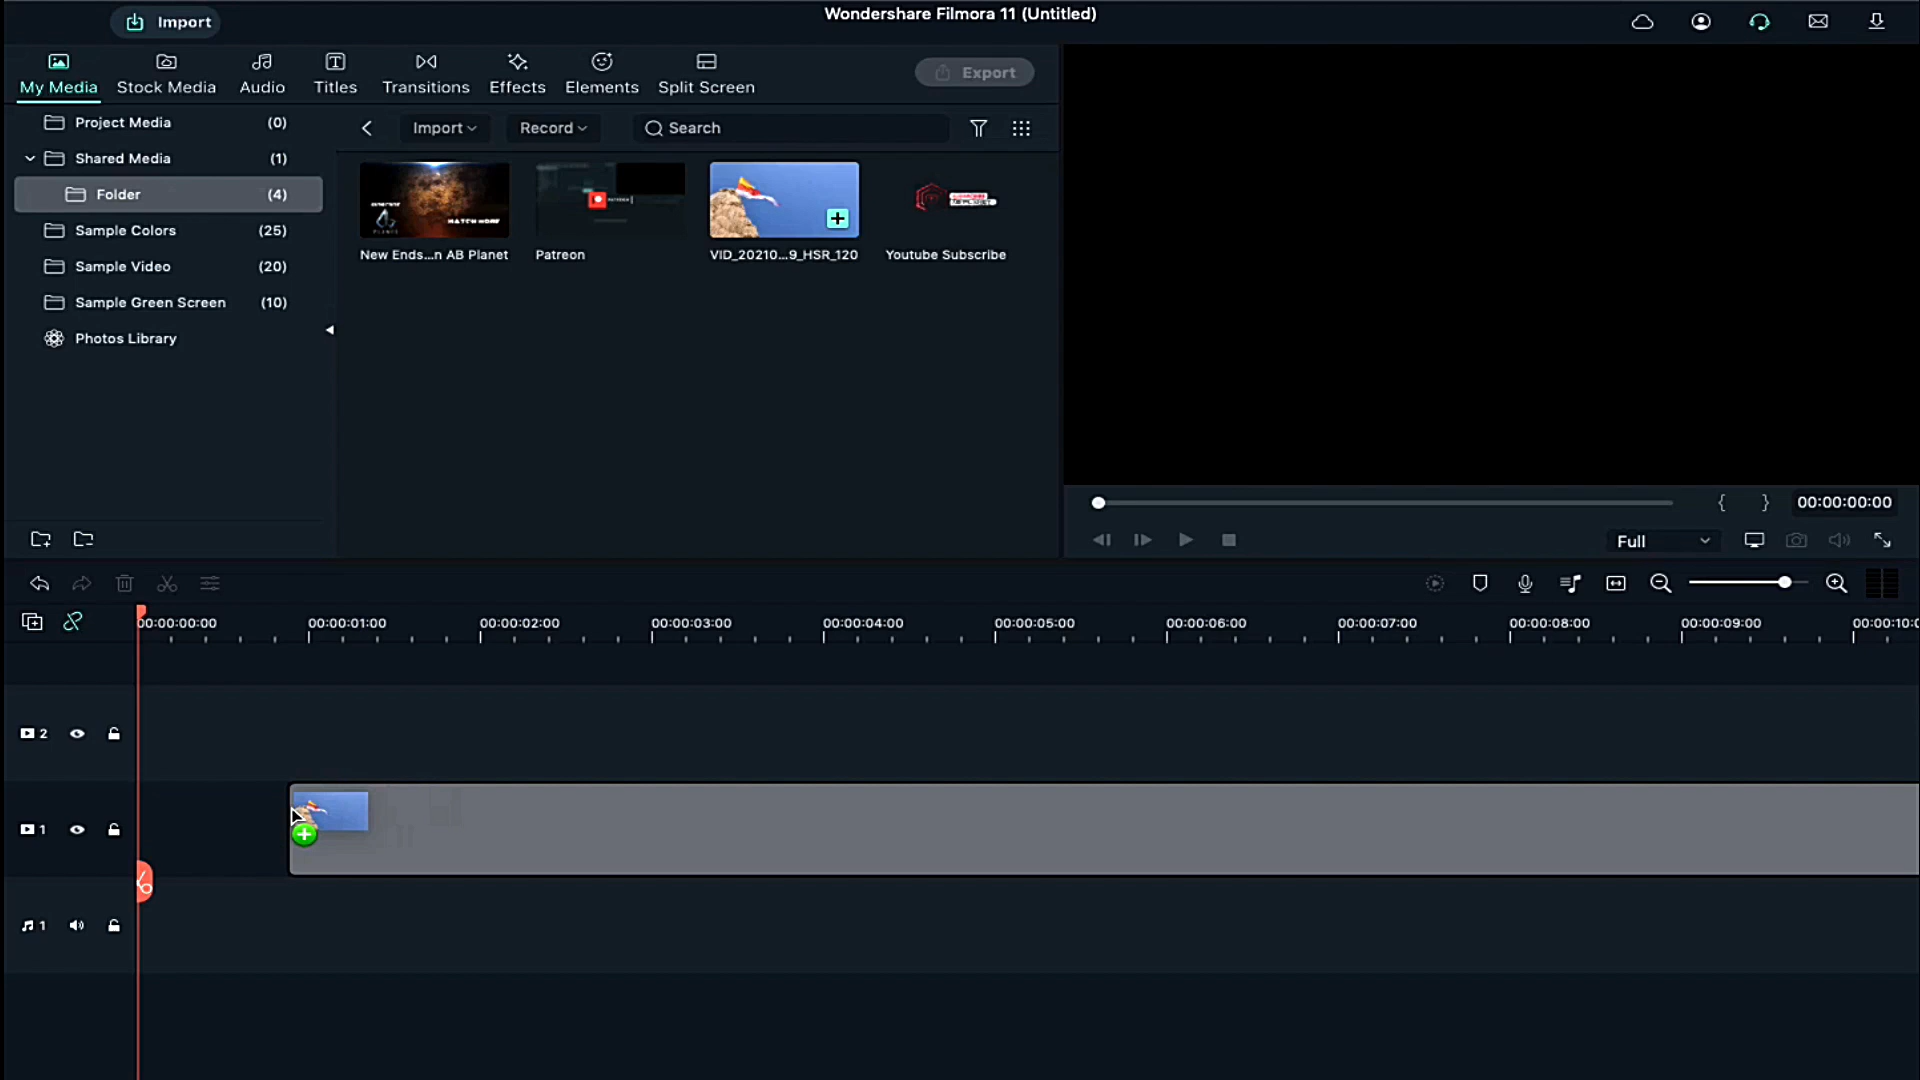 Import
Wondershare Filmora 11 (Untitled)
My Media
Stock Media
Audio
Titles
Transitions
Effects
Elements
Split Screen
Export
Project Media (0)
Shared Media (1)
Folder (4)
Sample Colors (25)
Sample Video (20)
Sample Green Screen (10)
Photos Library
Import
Record
Search
WATCH MORE
New Ends...n AB Planet
Patreon
VID_20210...9_HSR_120
Youtube Subscribe
{ } 00:00:00:00
Full
00:00:00:00 00:00:01:00 00:00:02:00 00:00:03:00 00:00:04:00 00:00:05:00 00:00:06:00 00:00:07:00 00:00:08:00 00:00:09:00
2
1
1